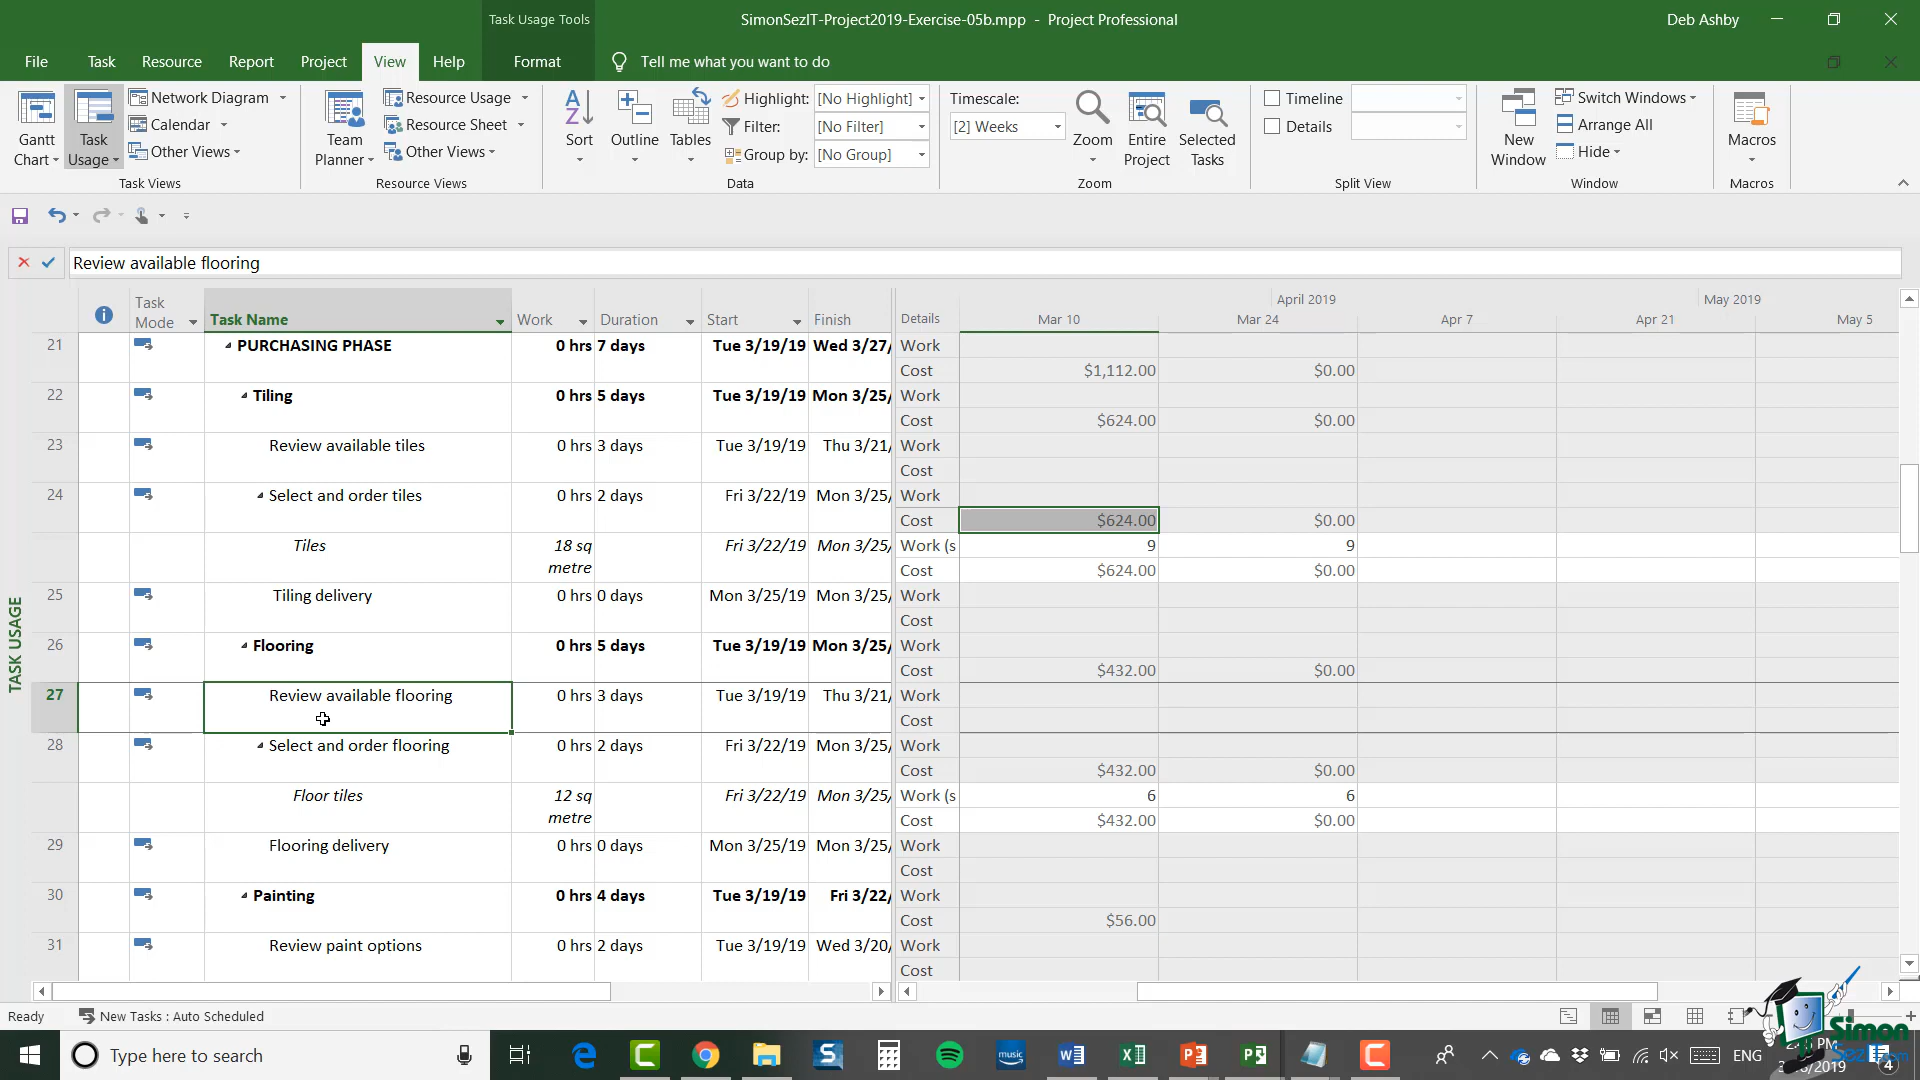 Task Usage Tools
SimonSezIT-Project2019-Exercise-05b.mpp - Project Professional
Deb Ashby
File Task Resource Report Project View Help Format Tell me what you want to do
Gantt Chart
Task Usage
Network Diagram
Calendar
Other Views
Task Views
Team Planner
Resource Usage
Resource Sheet
Other Views
Resource Views
Sort
Outline
Tables
Highlight: [No Highlight]
Filter: [No Filter]
Group by: [No Group]
Data
Timescale:
[2] Weeks
Zoom
Entire Project
Selected Tasks
Zoom
Timeline
Details
Split View
New Window
Switch Windows
Arrange All
Hide
Window
Macros
Macros
Review available flooring
Task Mode Task Name Work Duration Start Finish Details
April 2019 May 2019
Mar 10 Mar 24 Apr 7 Apr 21 May 5
21 PURCHASING PHASE 0 hrs 7 days Tue 3/19/19 Wed 3/27/ Work
Cost $1,112.00 $0.00
22 Tiling 0 hrs 5 days Tue 3/19/19 Mon 3/25/ Work
Cost $624.00 $0.00
23 Review available tiles 0 hrs 3 days Tue 3/19/19 Thu 3/21/ Work
Cost
24 Select and order tiles 0 hrs 2 days Fri 3/22/19 Mon 3/25/ Work
Cost $624.00 $0.00
Tiles 18 sq metre Fri 3/22/19 Mon 3/25/ Work (s 9 9
Cost $624.00 $0.00
25 Tiling delivery 0 hrs 0 days Mon 3/25/19 Mon 3/25/ Work
Cost
26 Flooring 0 hrs 5 days Tue 3/19/19 Mon 3/25/ Work
Cost $432.00 $0.00
27 Review available flooring 0 hrs 3 days Tue 3/19/19 Thu 3/21/ Work
Cost
28 Select and order flooring 0 hrs 2 days Fri 3/22/19 Mon 3/25/ Work
Cost $432.00 $0.00
Floor tiles 12 sq metre Fri 3/22/19 Mon 3/25/ Work (s 6 6
Cost $432.00 $0.00
29 Flooring delivery 0 hrs 0 days Mon 3/25/19 Mon 3/25/ Work
Cost
30 Painting 0 hrs 4 days Tue 3/19/19 Fri 3/22/ Work
Cost $56.00
31 Review paint options 0 hrs 2 days Tue 3/19/19 Wed 3/20/ Work
Cost
TASK USAGE
Ready New Tasks : Auto Scheduled
Type here to search
music
ENG
4
Simon
SezIT